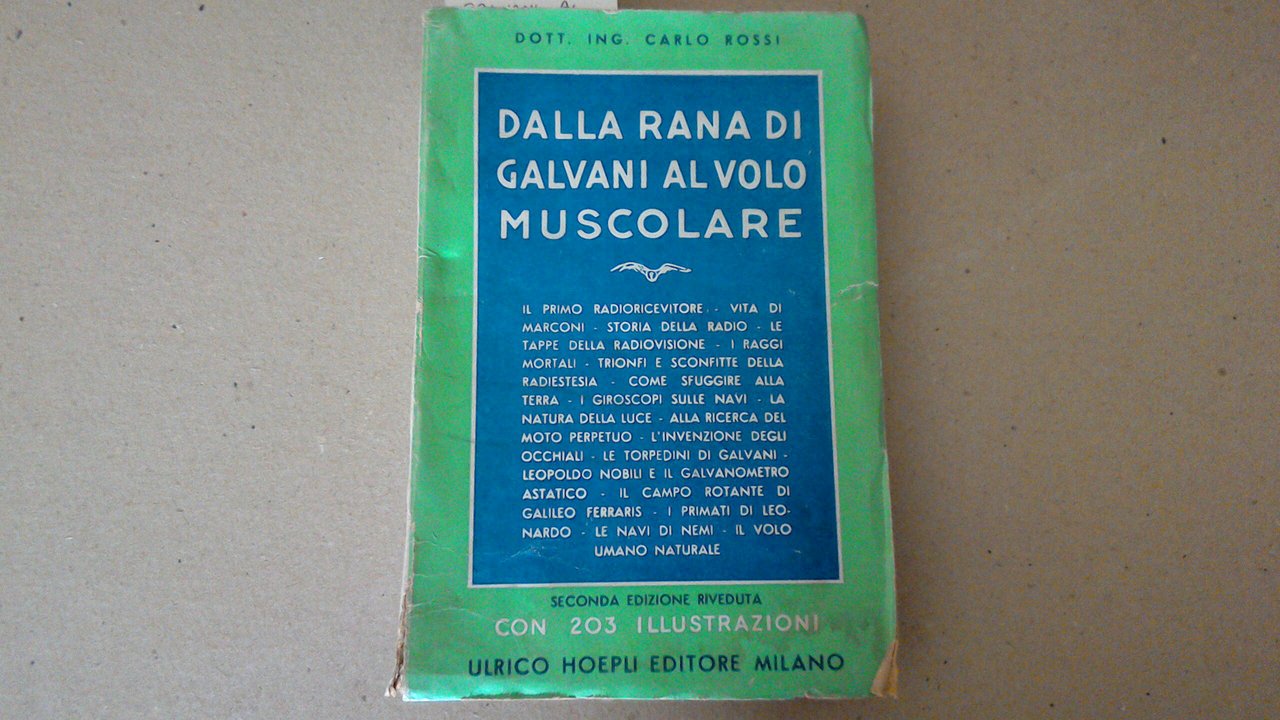 DOTT. ING. CARLO ROSSI
DALLA RANA DI
GALVANI AL VOLO
MUSCOLARE
IL PRIMO RADIORICEVITORE - VITA DI
MARCONI - STORIA DELLA RADIO - LE
TAPPE DELLA RADIOVISIONE - I RAGGI
MORTALI - TRIONFI E SCONFITTE DELLA
RADIESTESIA - COME SFUGGIRE ALLA
TERRA - I GIROSCOPI SULLE NAVI - LA
NATURA DELLA LUCE - ALLA RICERCA DEL
MOTO PERPETUO - L'INVENZIONE DEGLI
OCCHIALI - LE TORPEDINI DI GALVANI -
LEOPOLDO NOBILI E IL GALVANOMETRO
ASTATICO - IL CAMPO ROTANTE DI
GALILEO FERRARIS - I PRIMATI DI LEO-
NARDO - LE NAVI DI NEMI - IL VOLO
UMANO NATURALE
SECONDA EDIZIONE RIVEDUTA
CON 203 ILLUSTRAZIONI
ULRICO HOEPLI EDITORE MILANO